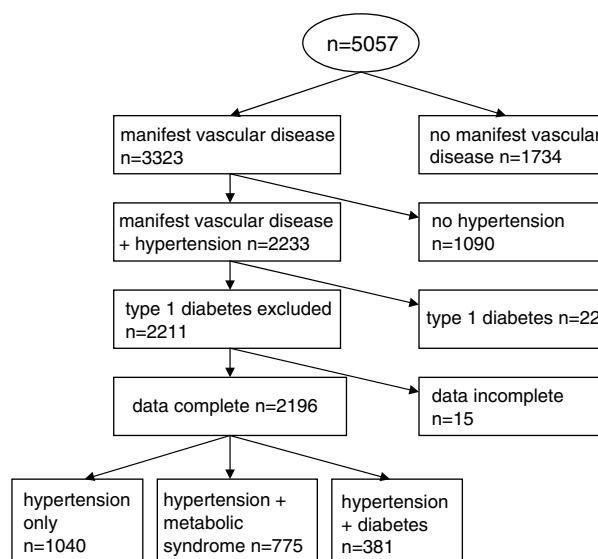 n=5057
manifest vascular disease
n=3323
no manifest vascular
disease n=1734
manifest vascular disease
+ hypertension n=2233
no hypertension
n=1090
type 1 diabetes excluded
n=2211
type 1 diabetes n=22
data complete n=2196
data incomplete
n=15
hypertension
only
n=1040
hypertension +
metabolic
syndrome n=775
hypertension
+ diabetes
n=381